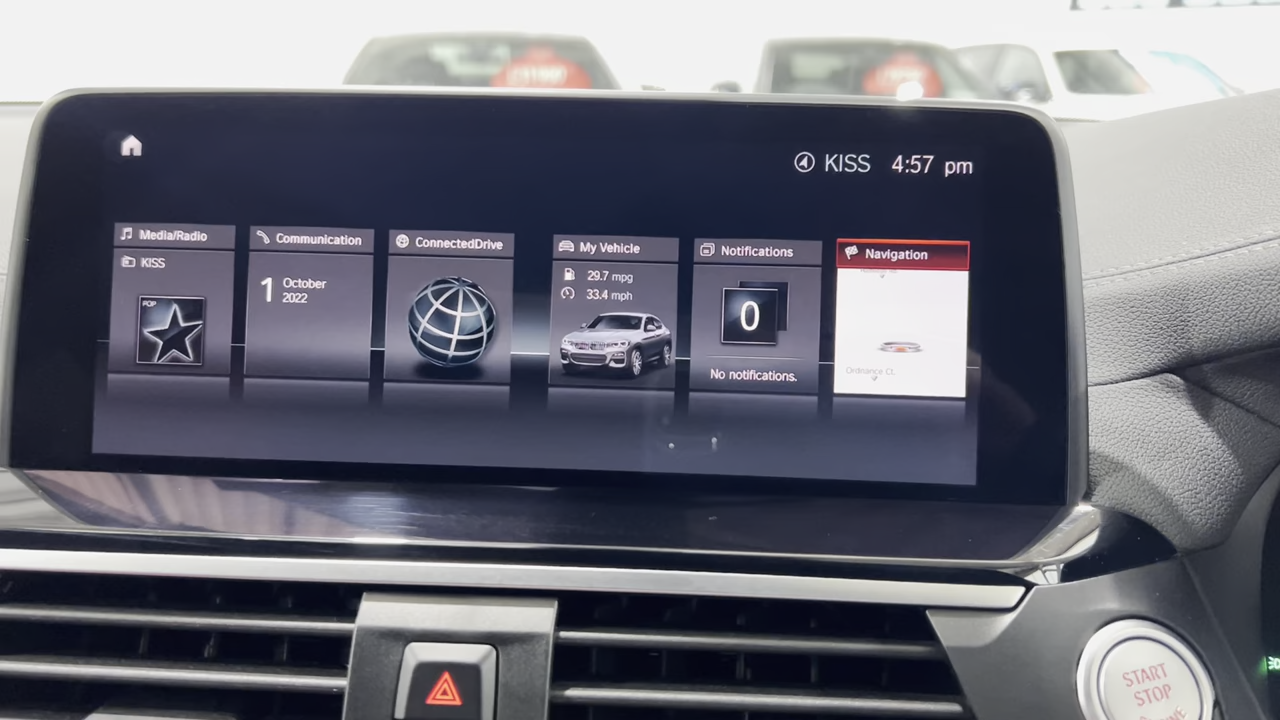 KISS 4:57 pm
Media/Radio
KISS
POP
Communication
1 October
2022
ConnectedDrive
My Vehicle
29.7 mpg
33.4 mph
Notifications
0
No notifications.
Navigation
Ordnance Ct.
START
STOP